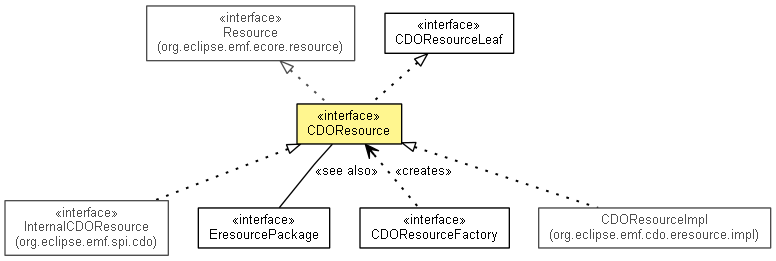 «interface»
Resource
(org.eclipse.emf.ecore.resource)
«interface»
CDOResourceLeaf
«interface»
CDOResource
«see also»
«creates»
«interface»
InternalCDOResource
(org.eclipse.emf.spi.cdo)
«interface»
EresourcePackage
«interface»
CDOResourceFactory
CDOResourceImpl
(org.eclipse.emf.cdo.eresource.impl)